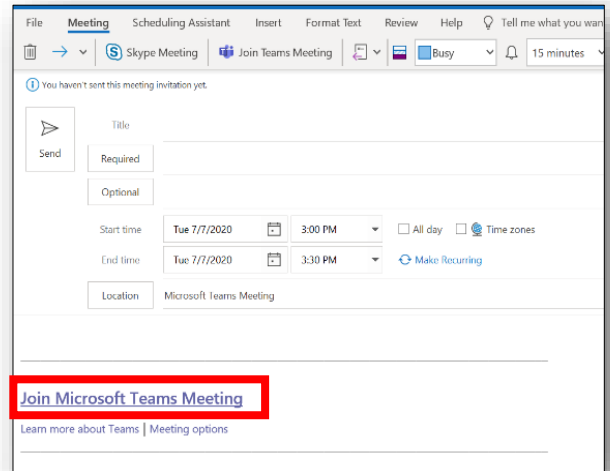 File Meeting Scheduling Assistant Insert Format Text Review Help Tell me what you wan
Skype Meeting Join Teams Meeting Busy 15 minutes
You haven't sent this meeting invitation yet.
Send
Title
Required
Optional
Start time Tue 7/7/2020 3:00 PM All day Time zones
End time Tue 7/7/2020 3:30 PM Make Recurring
Location Microsoft Teams Meeting
Join Microsoft Teams Meeting
Learn more about Teams | Meeting options